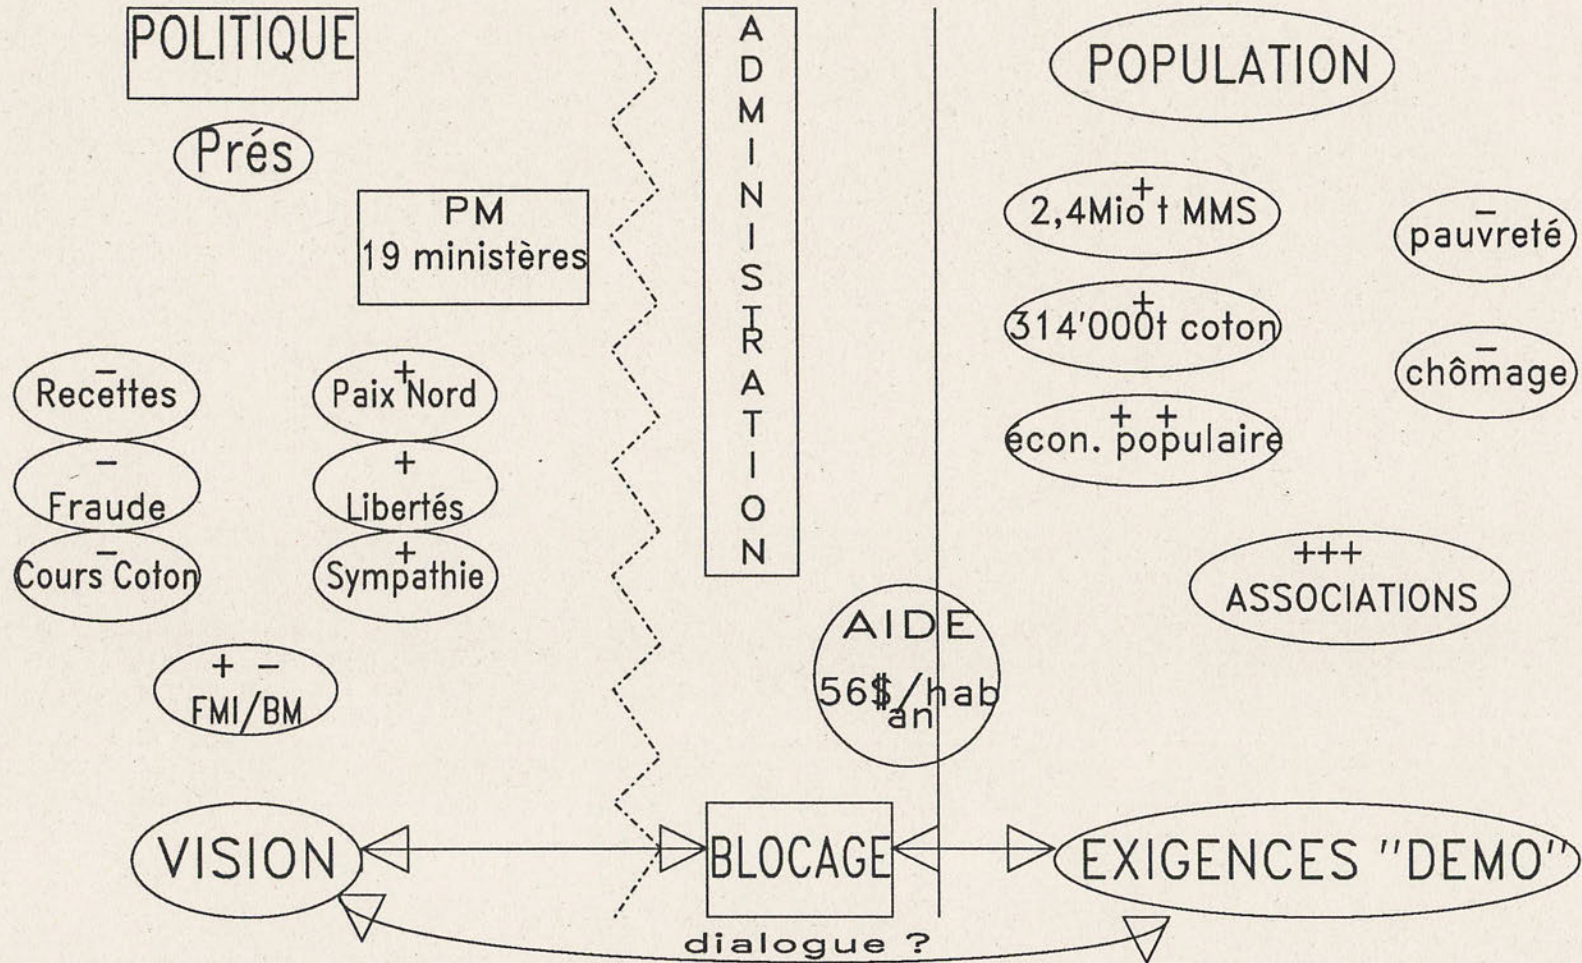 POLITIQUE
Prés
PM
19 ministères
−
Recettes
−
Fraude
−
Cours Coton
+
Paix Nord
+
Libertés
+
Sympathie
+ −
FMI/BM
VISION
ADMINISTRATION
AIDE
56$/hab
an
BLOCAGE
dialogue ?
POPULATION
+
2,4Mio t MMS
+
314'000t coton
+ +
écon. populaire
−
pauvreté
−
chômage
+++
ASSOCIATIONS
EXIGENCES "DEMO"